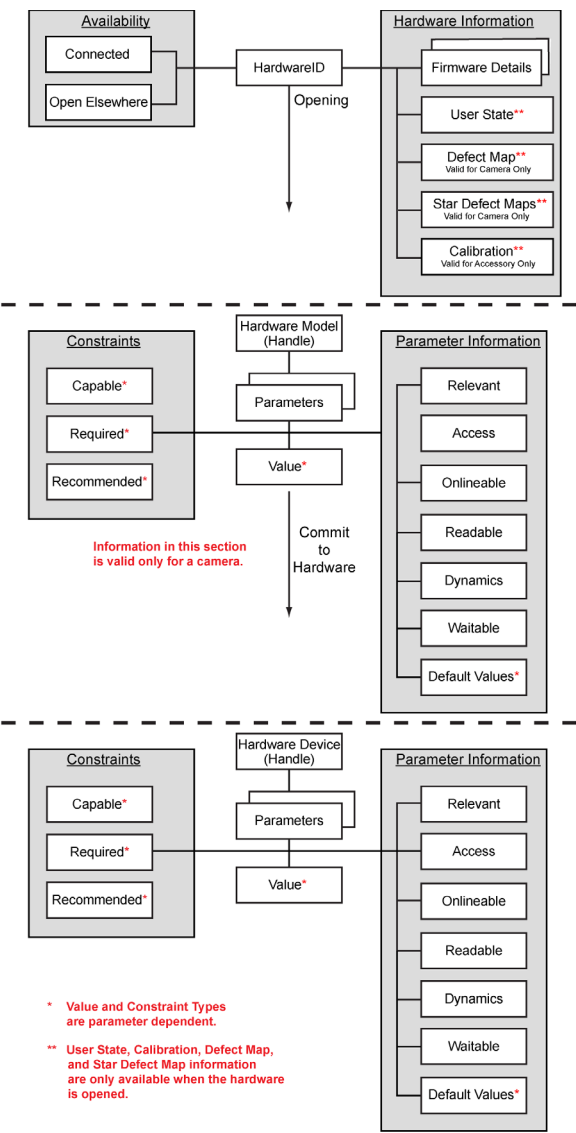 Availability
Connected
Open Elsewhere
HardwareID
Opening
Hardware Information
Firmware Details
User State**
Defect Map**
Valid for Camera Only
Star Defect Maps**
Valid for Camera Only
Calibration**
Valid for Accessory Only
Constraints
Capable*
Required*
Recommended*
Hardware Model
(Handle)
Parameters
Value*
Information in this section
is valid only for a camera.
Commit
to
Hardware
Parameter Information
Relevant
Access
Onlineable
Readable
Dynamics
Waitable
Default Values*
Constraints
Capable*
Required*
Recommended*
Hardware Device
(Handle)
Parameters
Value*
Parameter Information
Relevant
Access
Onlineable
Readable
Dynamics
Waitable
Default Values*
* Value and Constraint Types
are parameter dependent.
** User State, Calibration, Defect Map,
and Star Defect Map information
are only available when the hardware
is opened.